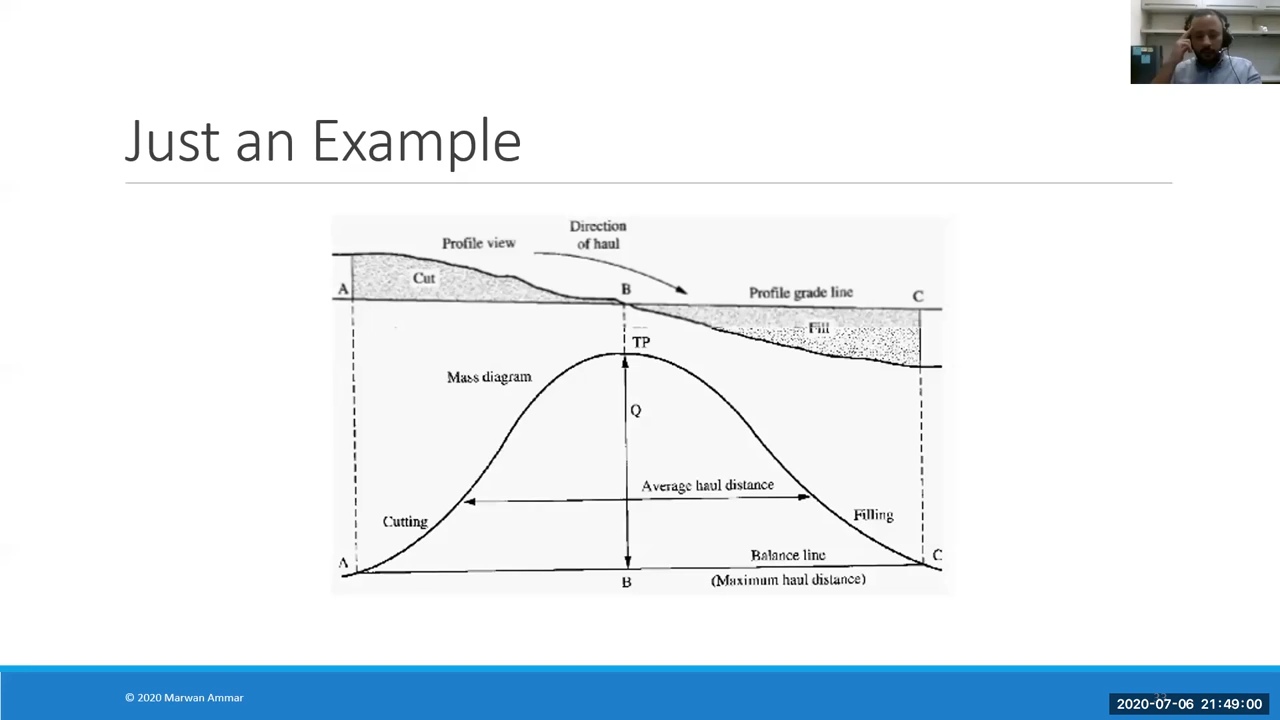 Just an Example
Direction
of haul
Profile view
Cut
A
B
Profile grade line
C
Fill
TP
Mass diagram
Q
Average haul distance
Cutting
Filling
A
Balance line
C
B
(Maximum haul distance)
© 2020 Marwan Ammar
2020-07-06 21:49:00